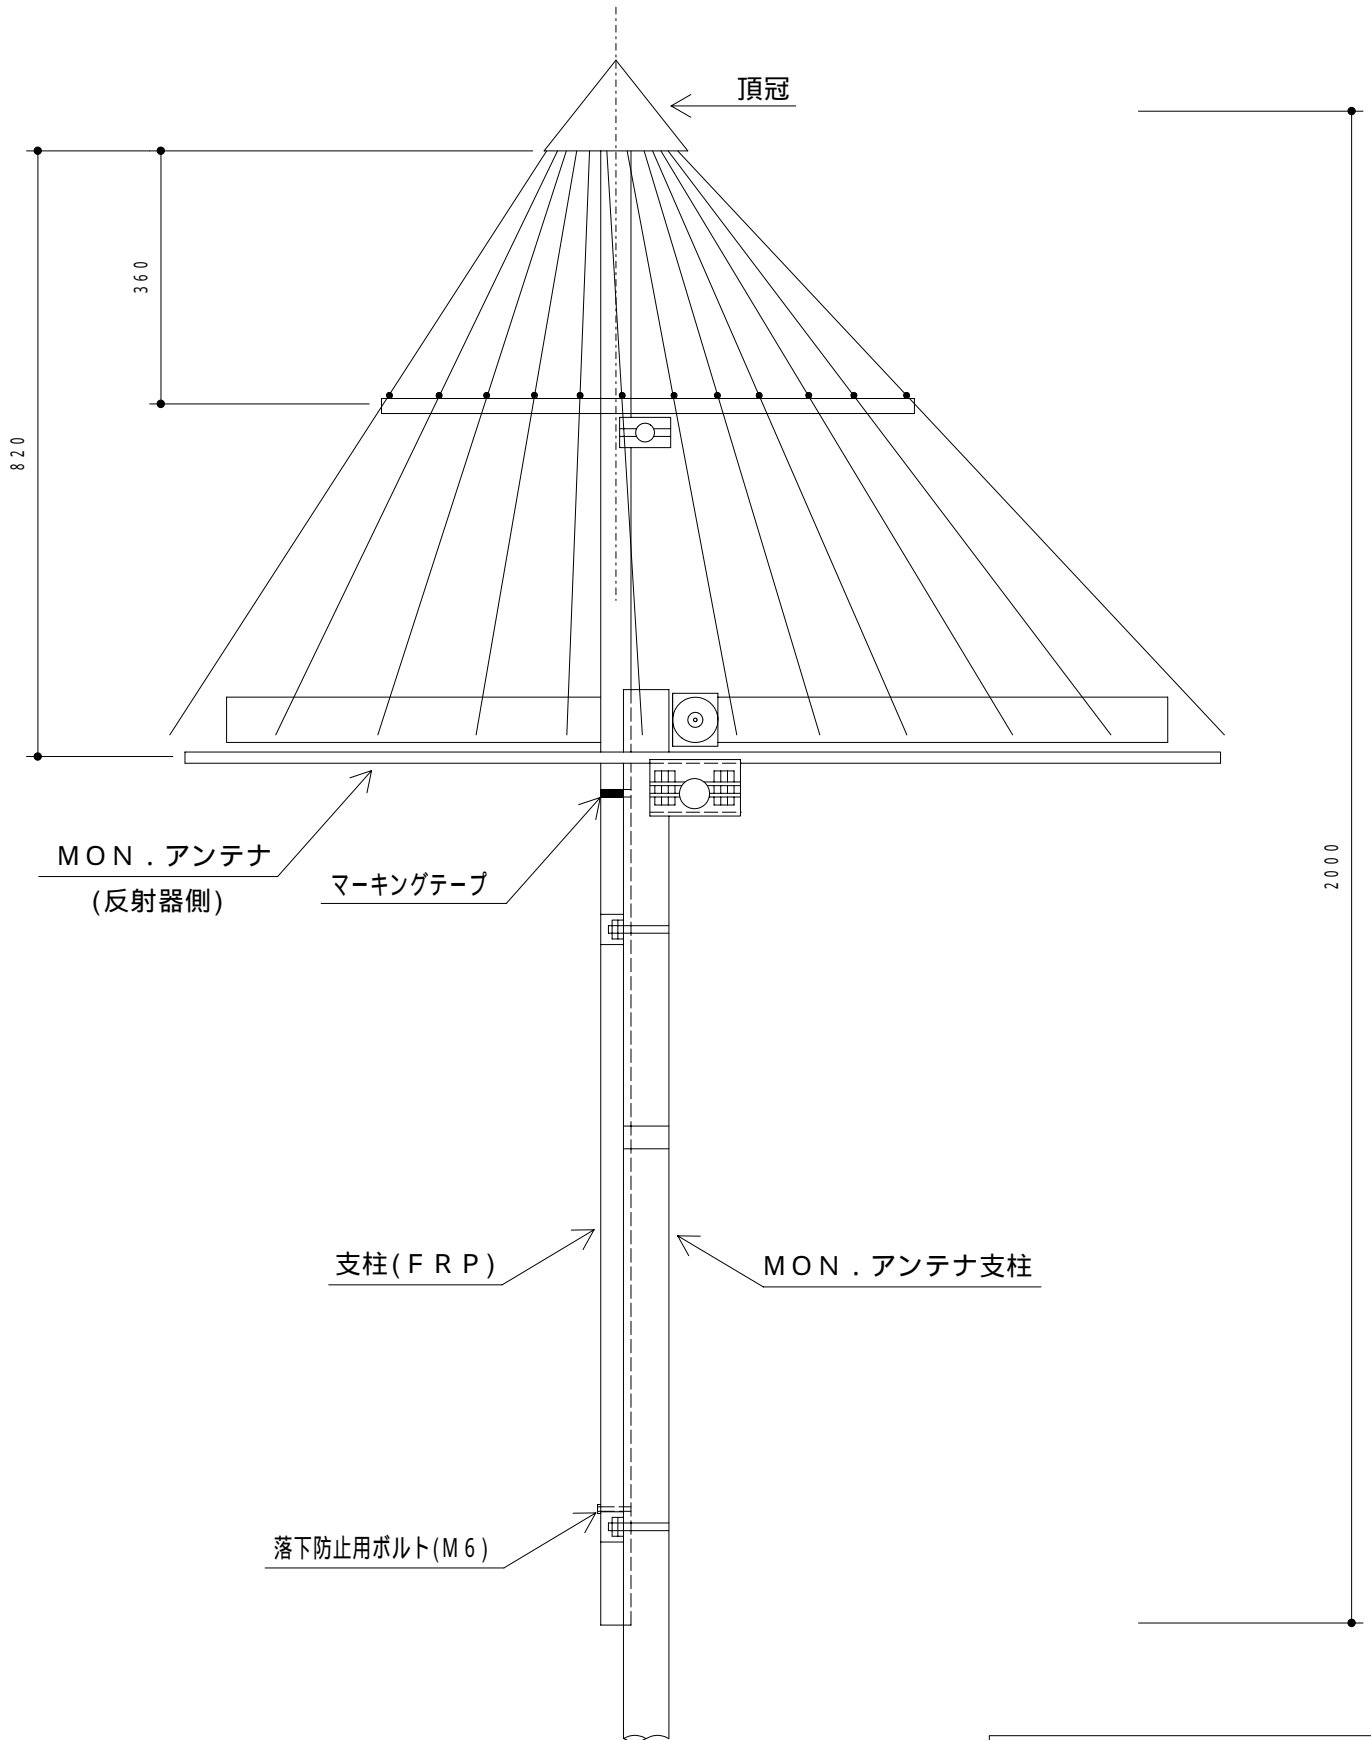 頂冠
360
820
2000
MON．アンテナ
(反射器側)
マーキングテープ
支柱(FRP)
MON．アンテナ支柱
落下防止用ボルト(M6)